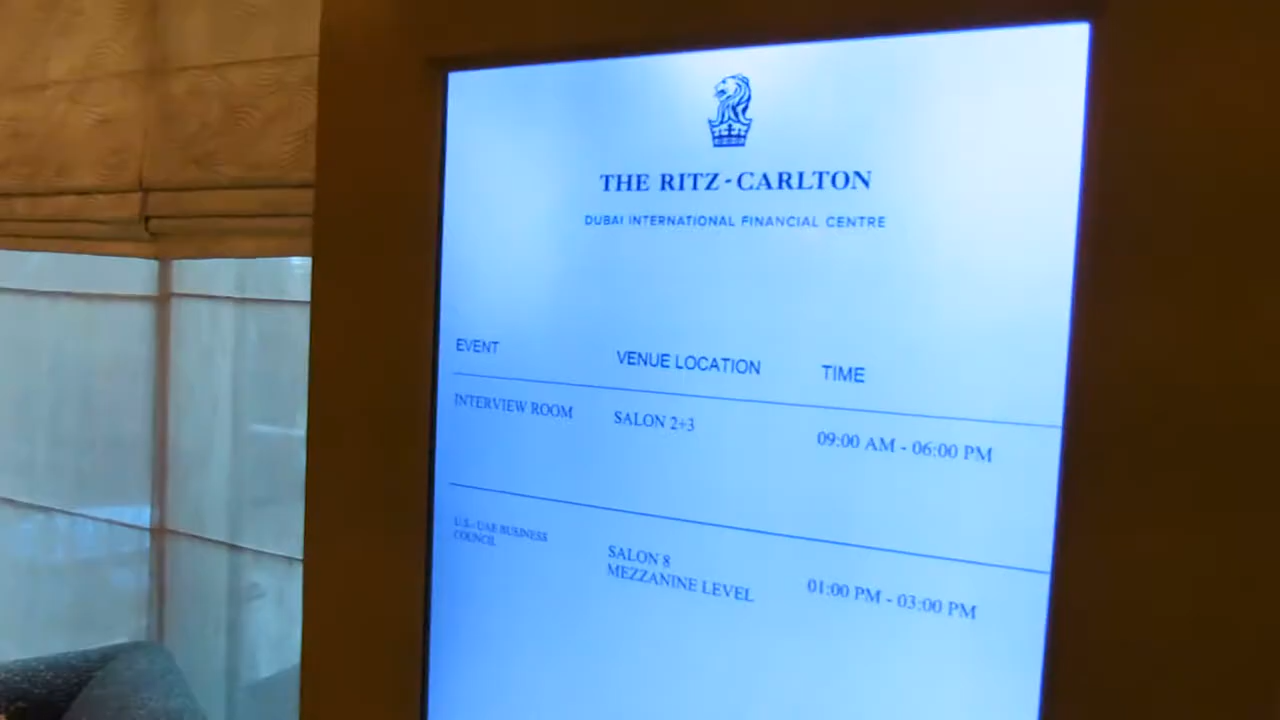 THE RITZ-CARLTON
DUBAI INTERNATIONAL FINANCIAL CENTRE
EVENT VENUE LOCATION TIME
INTERVIEW ROOM SALON 2+3 09:00 AM - 06:00 PM
U.S.- UAE BUSINESS
COUNCIL
SALON 8
MEZZANINE LEVEL
01:00 PM - 03:00 PM